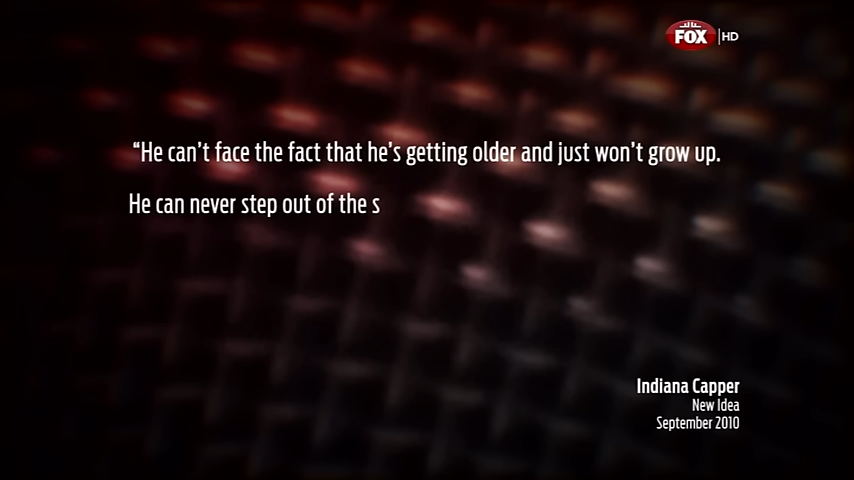 FOX HD
“He can’t face the fact that he’s getting older and just won’t grow up.
He can never step out of the s
Indiana Capper
New Idea
September 2010